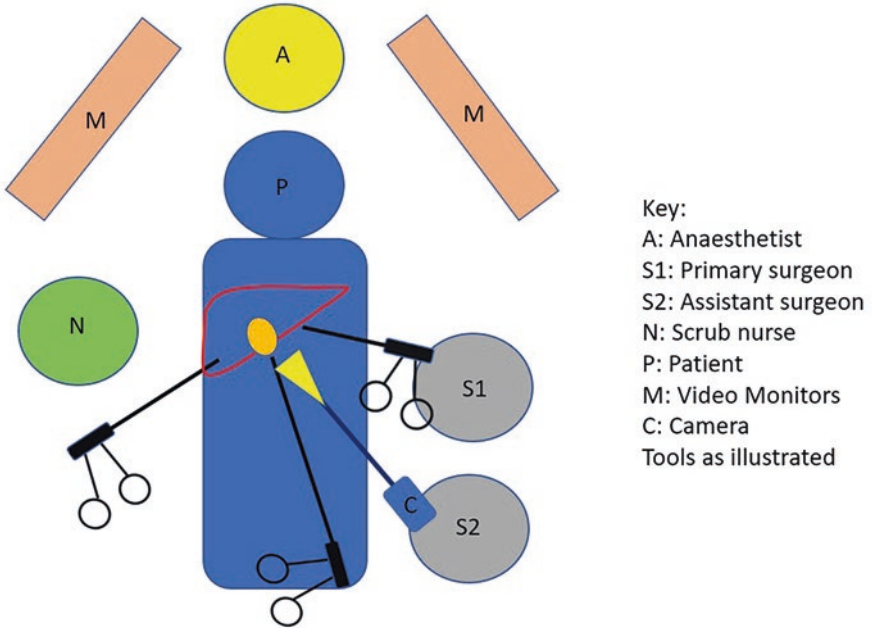 A
M
M
P
N
S1
C
S2
Key:
A: Anaesthetist
S1: Primary surgeon
S2: Assistant surgeon
N: Scrub nurse
P: Patient
M: Video Monitors
C: Camera
Tools as illustrated